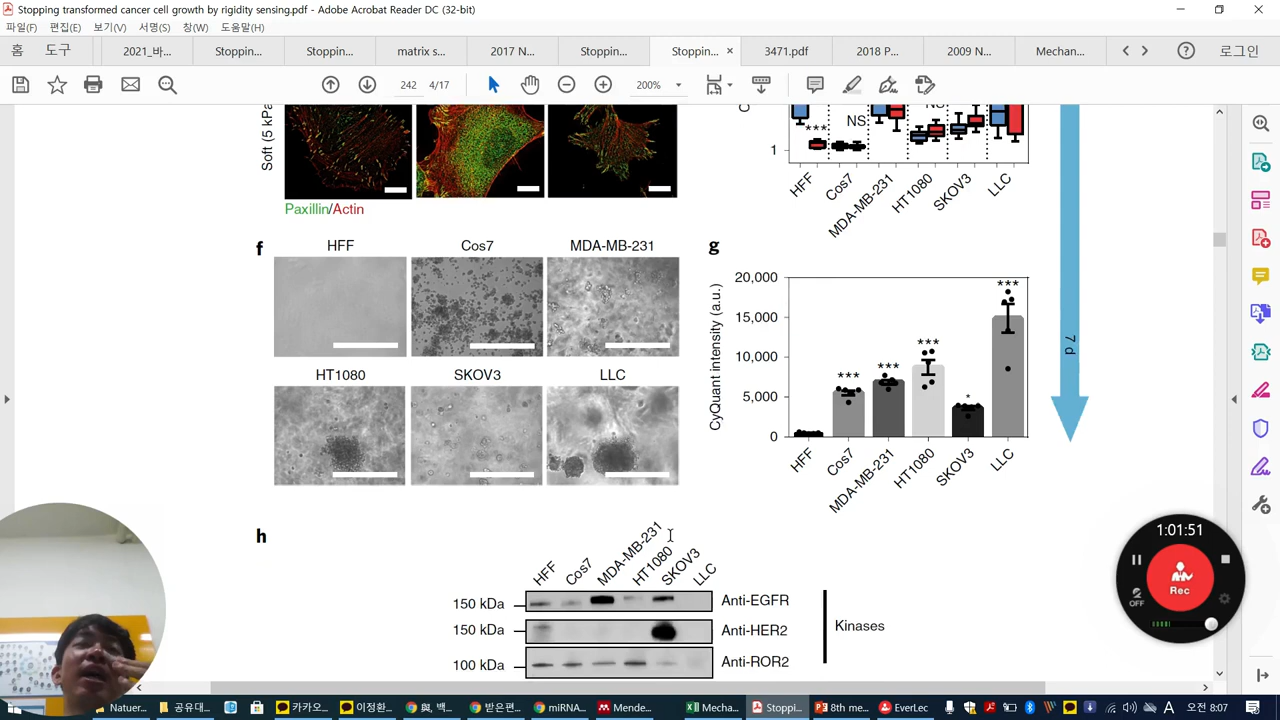 Stopping transformed cancer cell growth by rigidity sensing.pdf - Adobe Acrobat Reader DC (32-bit)
파일(F) 편집(E) 보기(V) 서명(S) 창(W) 도움말(H)
홈 도구 2021_바... Stoppin... Stoppin... matrix s... 2017 N... Stoppin... Stoppin... × 3471.pdf 2018 P... 2009 N... Mechan... 로그인
242 4/17 200%
Soft (5 kPa
Paxillin/Actin
*** NS
1
HFF Cos7 MDA-MB-231 HT1080 SKOV3 LLC
f HFF Cos7 MDA-MB-231
HT1080 SKOV3 LLC
g
CyQuant intensity (a.u.)
20,000
15,000
10,000
5,000
0
*** *** *** * ***
HFF Cos7 MDA-MB-231 HT1080 SKOV3 LLC
7 d
h
HFF Cos7 MDA-MB-231 HT1080 SKOV3 LLC
150 kDa Anti-EGFR
150 kDa Anti-HER2
100 kDa Anti-ROR2
Kinases
1:01:51
Rec
OFF
Natuer... 공유대... 카카오... 이정환... 璇, 백... 받은편... miRNA... Mende... Mecha... Stoppi... 8th me... EverLec A 오전 8:07